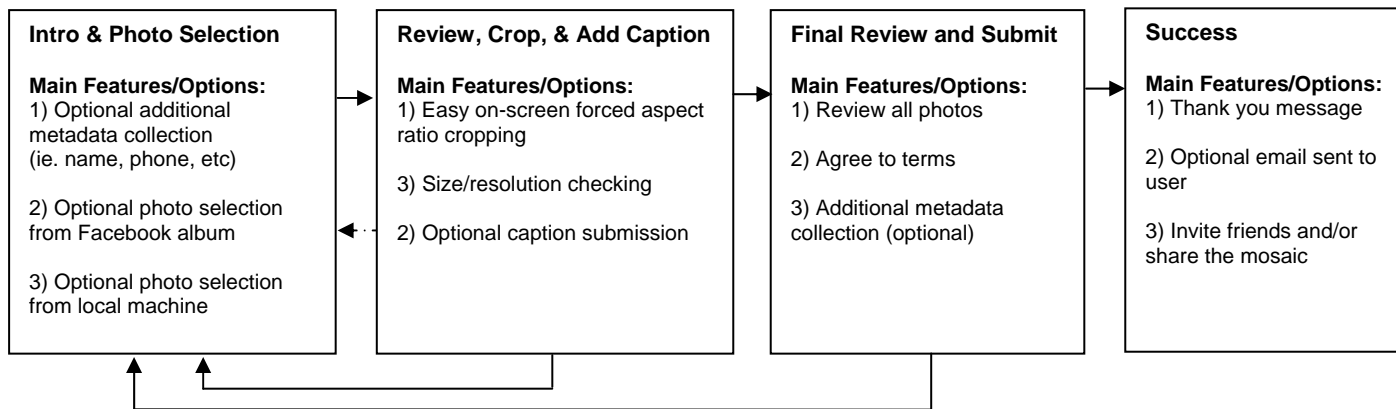 Intro & Photo Selection
Main Features/Options:
1) Optional additional
metadata collection
(ie. name, phone, etc)
2) Optional photo selection
from Facebook album
3) Optional photo selection
from local machine
Review, Crop, & Add Caption
Main Features/Options:
1) Easy on-screen forced aspect
ratio cropping
3) Size/resolution checking
2) Optional caption submission
Final Review and Submit
Main Features/Options:
1) Review all photos
2) Agree to terms
3) Additional metadata
collection (optional)
Success
Main Features/Options:
1) Thank you message
2) Optional email sent to
user
3) Invite friends and/or
share the mosaic